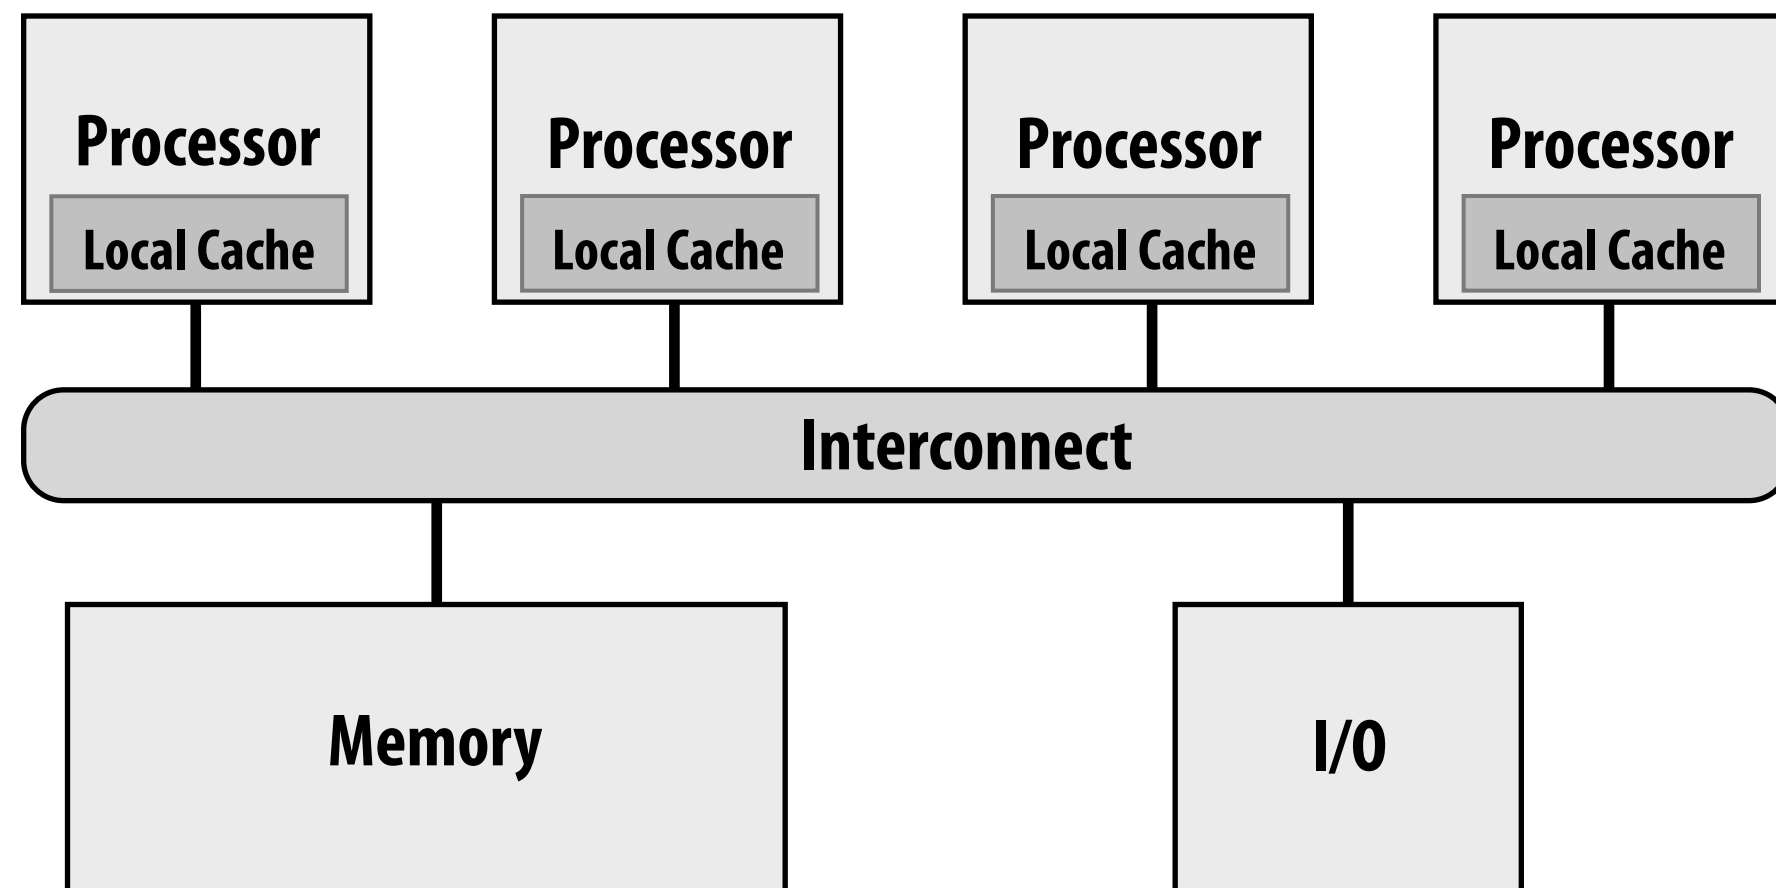 Processor
Processor
Processor
Processor
Local Cache
Local Cache
Local Cache
Local Cache
Interconnect
Memory
I/O